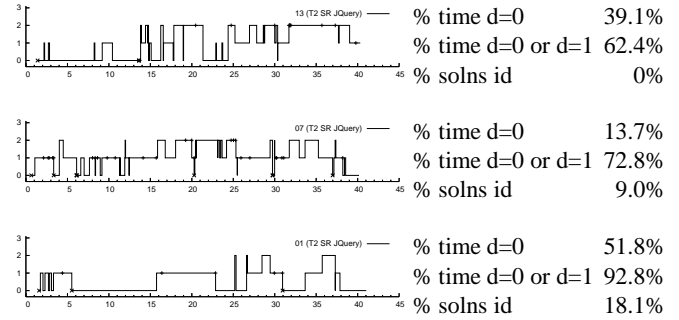 3
13 (T2 SR JQuery)
2
1
0
0 5 10 15 20 25 30 35 40 45
% time d=0 39.1%
% time d=0 or d=1 62.4%
% solns id 0%
3
07 (T2 SR JQuery)
2
1
0
0 5 10 15 20 25 30 35 40 45
% time d=0 13.7%
% time d=0 or d=1 72.8%
% solns id 9.0%
3
01 (T2 SR JQuery)
2
1
0
0 5 10 15 20 25 30 35 40 45
% time d=0 51.8%
% time d=0 or d=1 92.8%
% solns id 18.1%